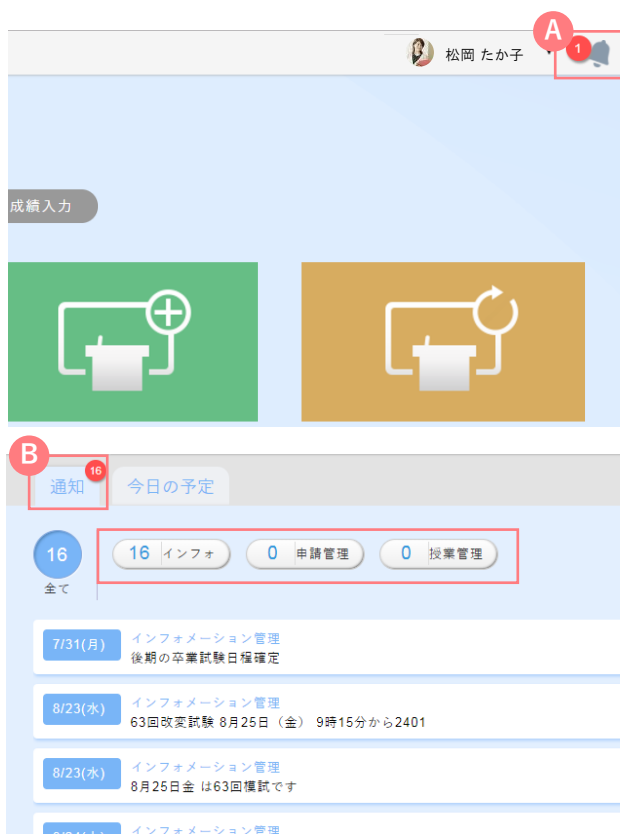 A
松岡 たか子
1
成績入力
B
通知
16
今日の予定
16
全て
16 インフォ
0 申請管理
0 授業管理
7/31(月)
インフォメーション管理
後期の卒業試験日程確定
8/23(水)
インフォメーション管理
63回改変試験 8月25日（金） 9時15分から2401
8/23(水)
インフォメーション管理
8月25日金 は63回模試です
インフォメーション管理